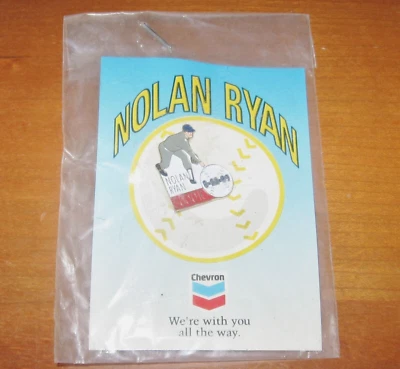 NOLAN RYAN
NOLAN
RYAN
Chevron
We're with you
all the way.